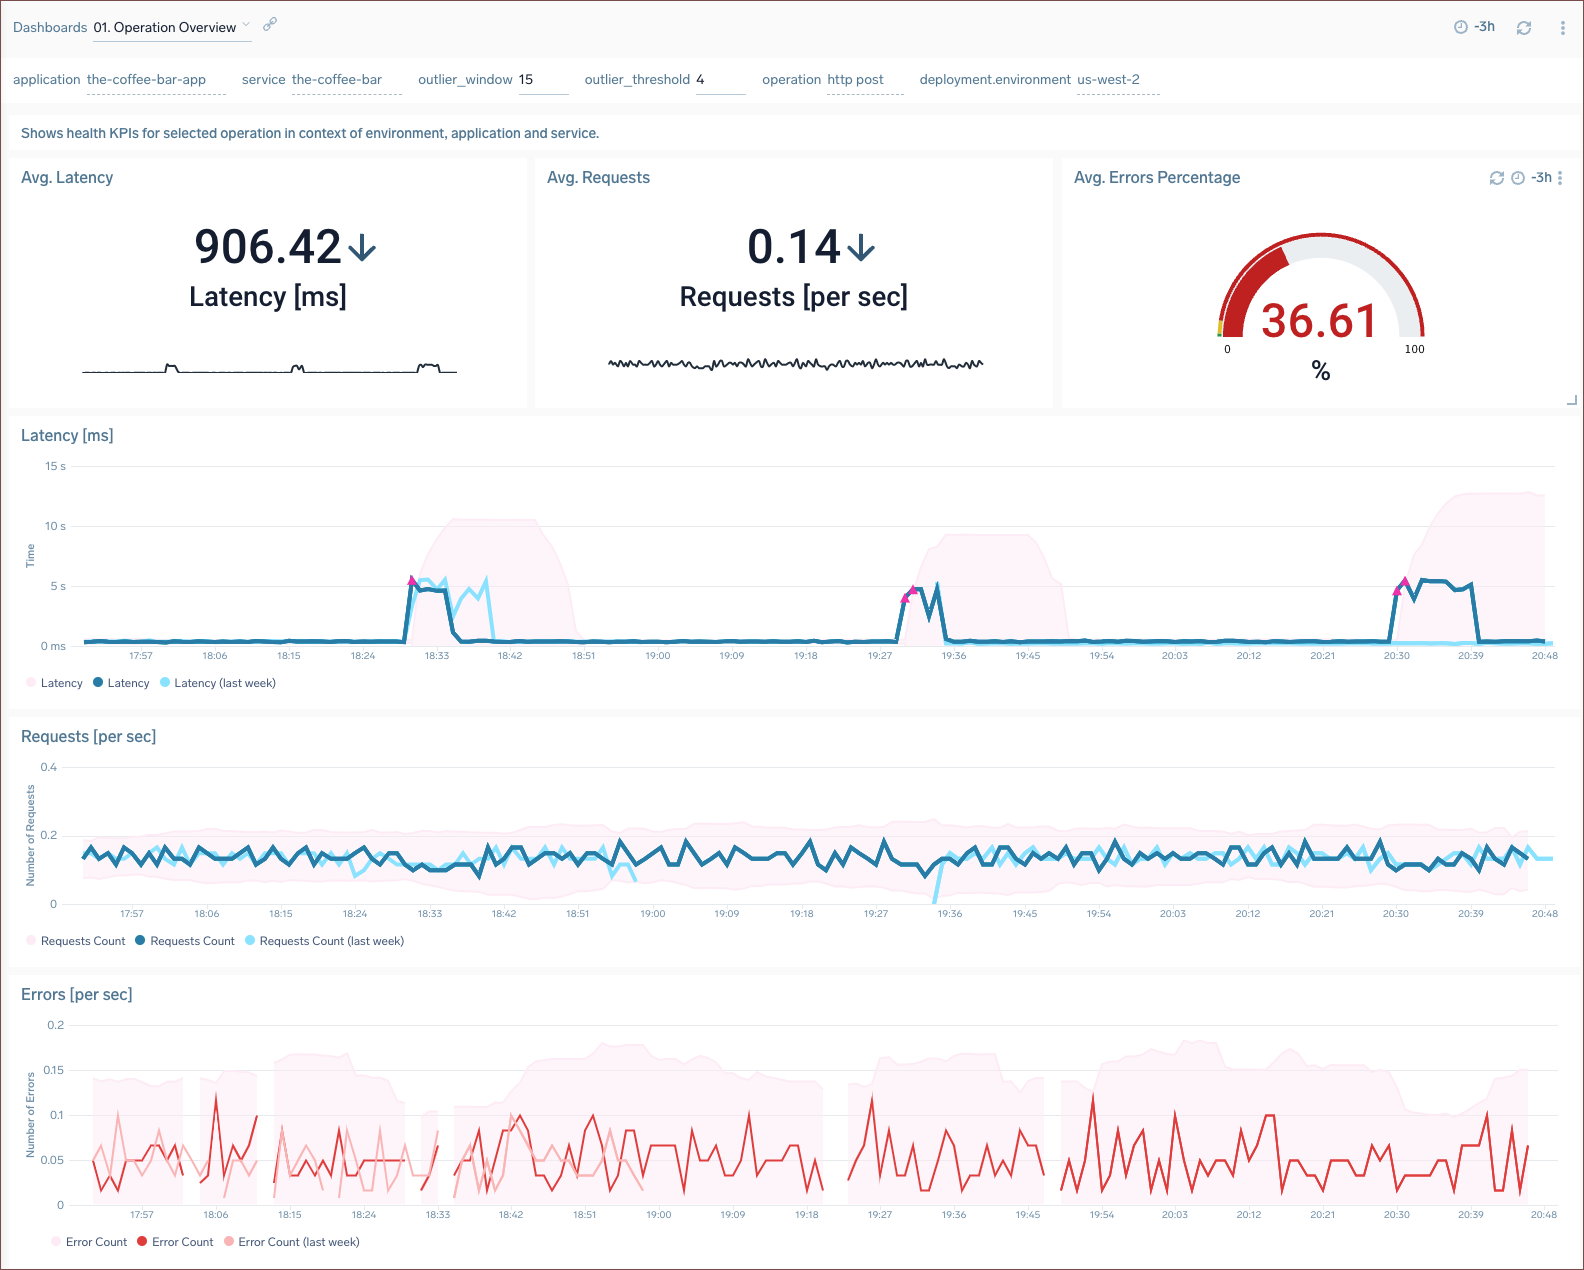 Dashboards 01. Operation Overview -3h
application the-coffee-bar-app service the-coffee-bar outlier_window 15 outlier_threshold 4 operation http post deployment.environment us-west-2
Shows health KPIs for selected operation in context of environment, application and service.
Avg. Latency
906.42
Latency [ms]
Avg. Requests
0.14
Requests [per sec]
Avg. Errors Percentage -3h
36.61
0 100
%
Latency [ms]
Time
15 s
10 s
5 s
0 ms
17:57 18:06 18:15 18:24 18:33 18:42 18:51 19:00 19:09 19:18 19:27 19:36 19:45 19:54 20:03 20:12 20:21 20:30 20:39 20:48
Latency Latency Latency (last week)
Requests [per sec]
Number of Requests
0.4
0.2
0
17:57 18:06 18:15 18:24 18:33 18:42 18:51 19:00 19:09 19:18 19:27 19:36 19:45 19:54 20:03 20:12 20:21 20:30 20:39 20:48
Requests Count Requests Count Requests Count (last week)
Errors [per sec]
Number of Errors
0.2
0.15
0.1
0.05
0
17:57 18:06 18:15 18:24 18:33 18:42 18:51 19:00 19:09 19:18 19:27 19:36 19:45 19:54 20:03 20:12 20:21 20:30 20:39 20:48
Error Count Error Count Error Count (last week)